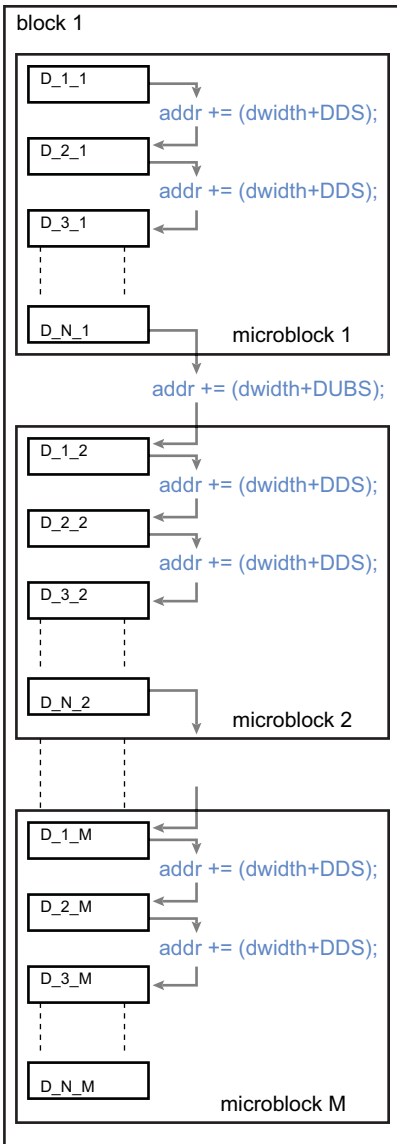 block 1
D_1_1
addr += (dwidth+DDS);
D_2_1
addr += (dwidth+DDS);
D_3_1
D_N_1
microblock 1
addr += (dwidth+DUBS);
D_1_2
addr += (dwidth+DDS);
D_2_2
addr += (dwidth+DDS);
D_3_2
D_N_2
microblock 2
D_1_M
addr += (dwidth+DDS);
D_2_M
addr += (dwidth+DDS);
D_3_M
D_N_M
microblock M